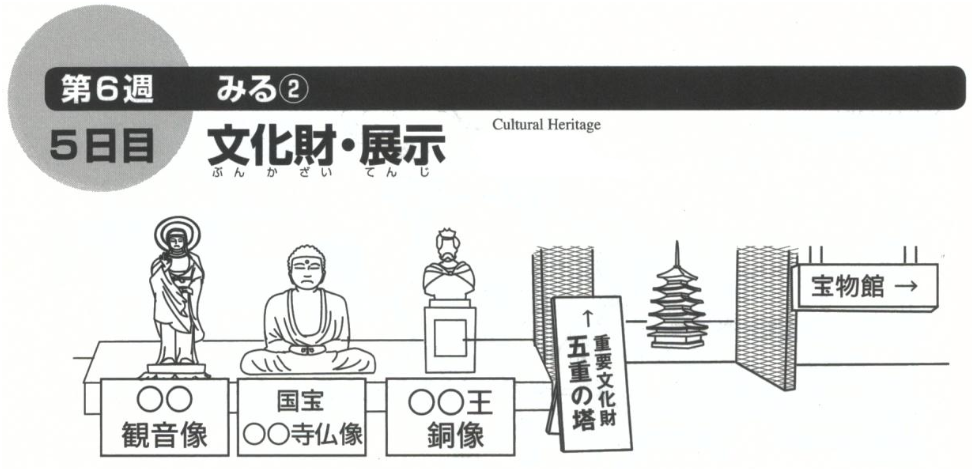 第6週 みる②
5日目 文化財・展示
ぶんかざい てんじ
Cultural Heritage
○○
観音像
国宝
○○寺仏像
○○王
銅像
↑
重要文化財
五重の塔
宝物館 →